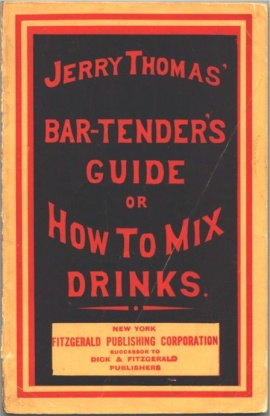 JERRY THOMAS'
BAR-TENDER'S
GUIDE
OR
HOW TO MIX
DRINKS.
NEW YORK
FITZGERALD PUBLISHING CORPORATION
SUCCESSOR TO
DICK & FITZGERALD
PUBLISHERS